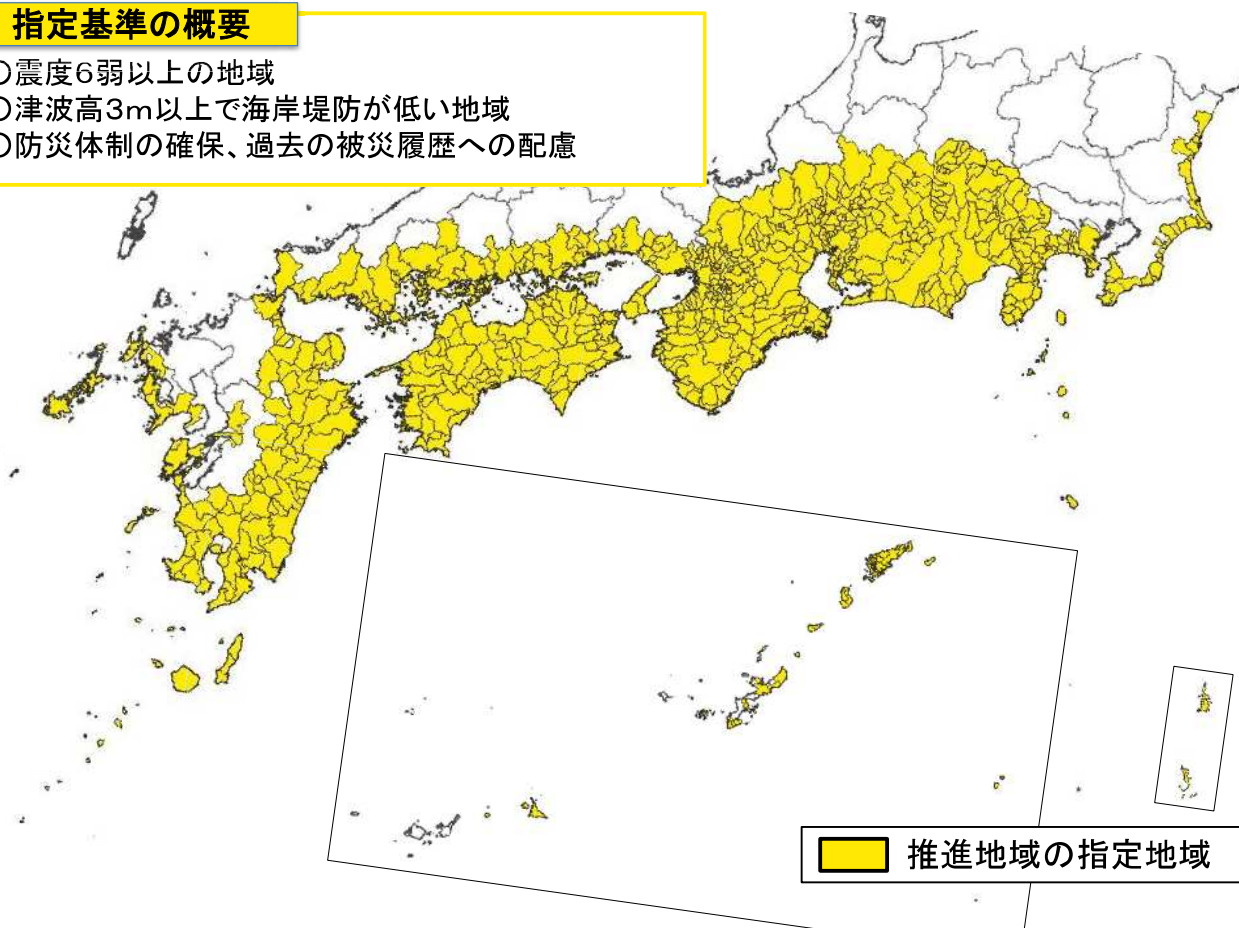 指定基準の概要
〇震度6弱以上の地域
〇津波高3m以上で海岸堤防が低い地域
〇防災体制の確保、過去の被災履歴への配慮
推進地域の指定地域